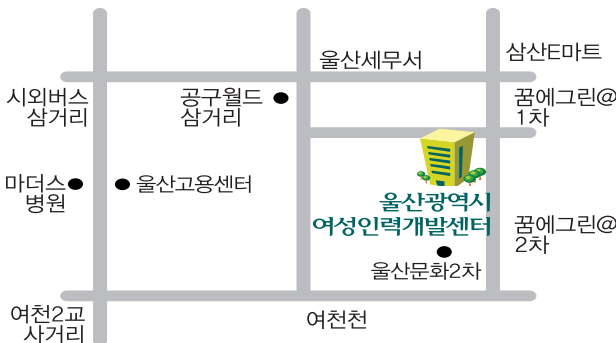 울산세무서
삼산E마트
시외버스
삼거리
공구월드
삼거리
꿈에그린@
1차
마더스
병원
울산고용센터
울산광역시
여성인력개발센터
꿈에그린@
2차
울산문화2차
여천2교
사거리
여천천